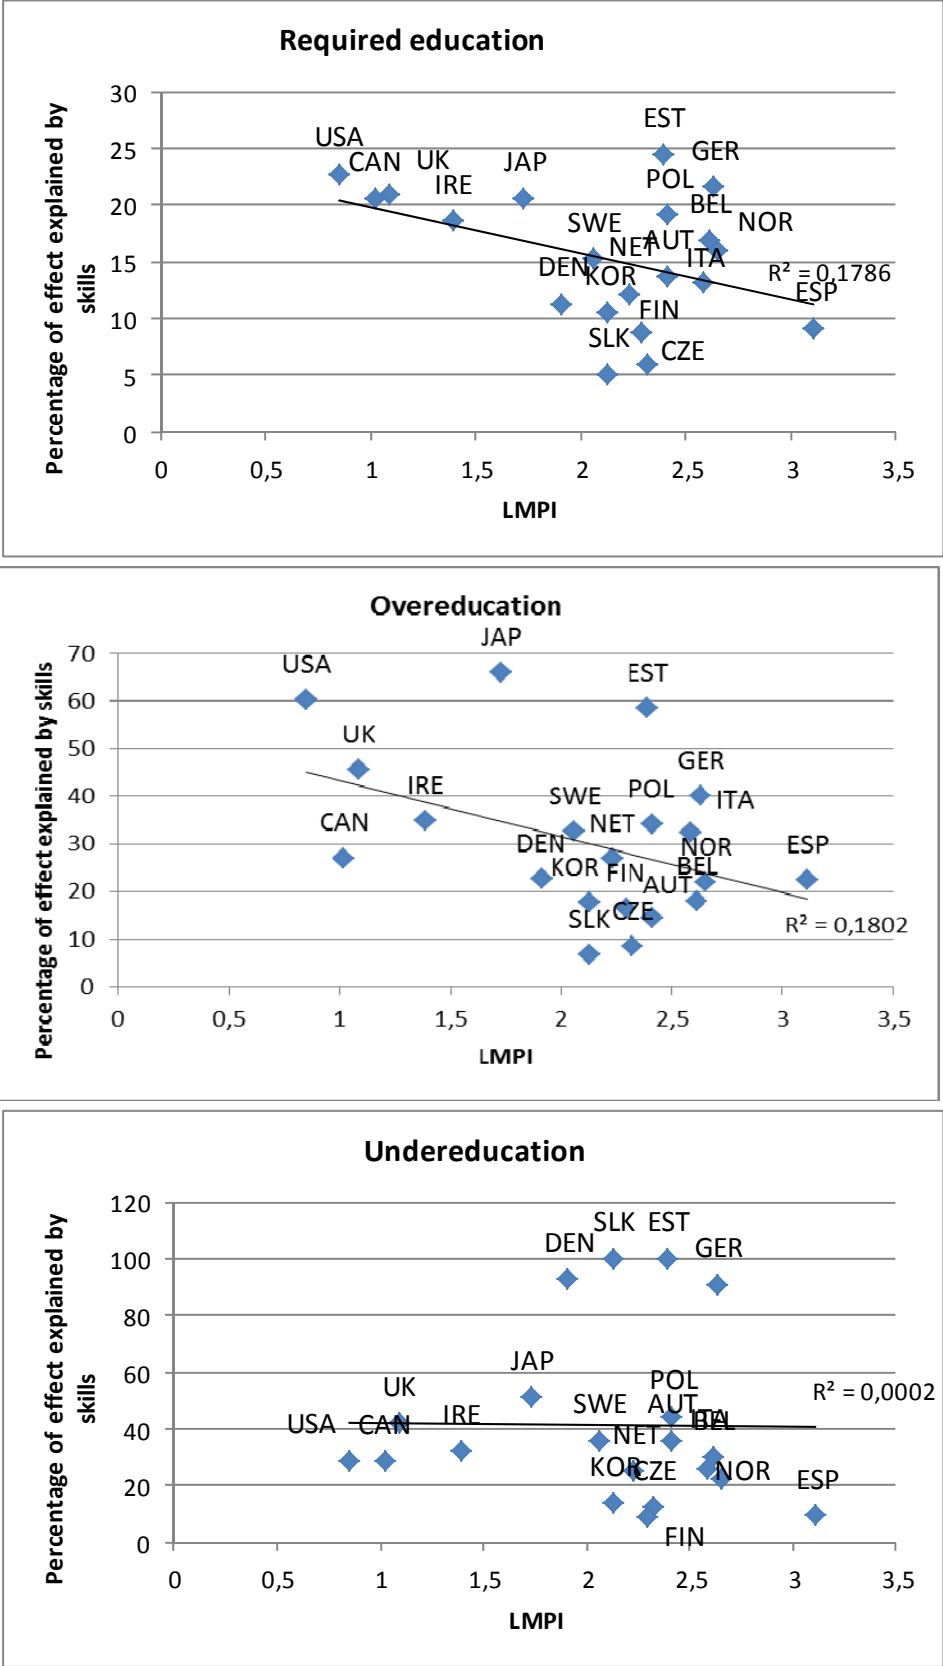 Required education
Percentage of effect explained by
skills
30
25
20
15
10
5
0
EST
USA
CAN
UK
JAP
GER
IRE
POL
BEL
SWE
NOR
NET
AUT
ITA
DEN
KOR
R² = 0,1786
ESP
FIN
SLK
CZE
0 0,5 1 1,5 2 2,5 3 3,5
LMPI
Overeducation
Percentage of effect explained by skills
70
60
50
40
30
20
10
0
JAP
USA
EST
UK
GER
IRE
SWE
POL
ITA
CAN
NET
DEN
NOR
ESP
KOR
FIN
BEL
AUT
SLK
CZE
R² = 0,1802
0 0,5 1 1,5 2 2,5 3 3,5
LMPI
Undereducation
Percentage of effect explained by
skills
120
100
80
60
40
20
0
SLK
EST
DEN
GER
JAP
UK
POL
R² = 0,0002
USA
CAN
IRE
SWE
AUT
ITA
BEL
NET
KOR
CZE
NOR
ESP
FIN
0 0,5 1 1,5 2 2,5 3 3,5
LMPI